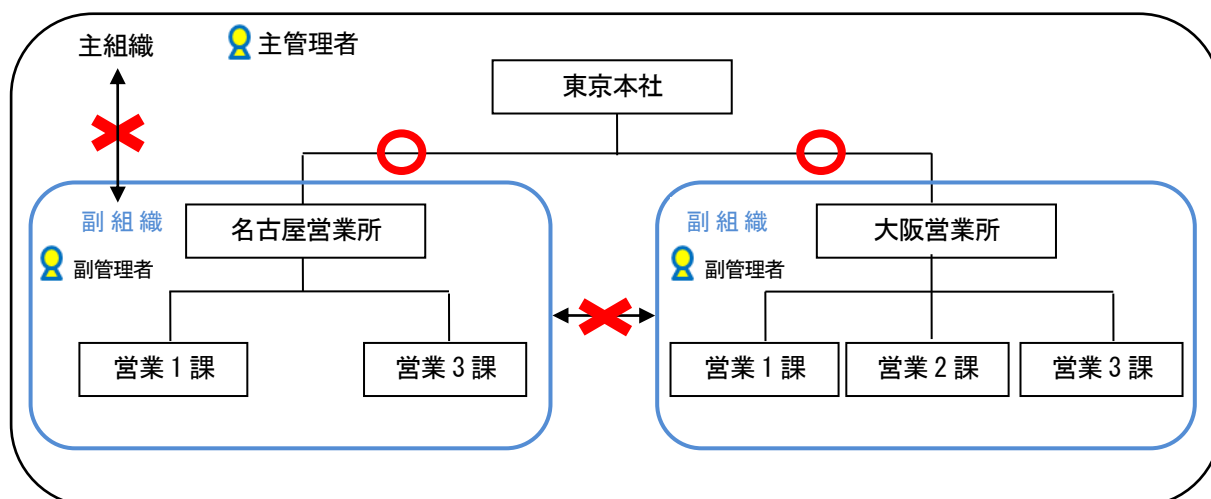 主組織
主管理者
東京本社
副組織
名古屋営業所
副管理者
営業1課
営業3課
副組織
大阪営業所
副管理者
営業1課
営業2課
営業3課